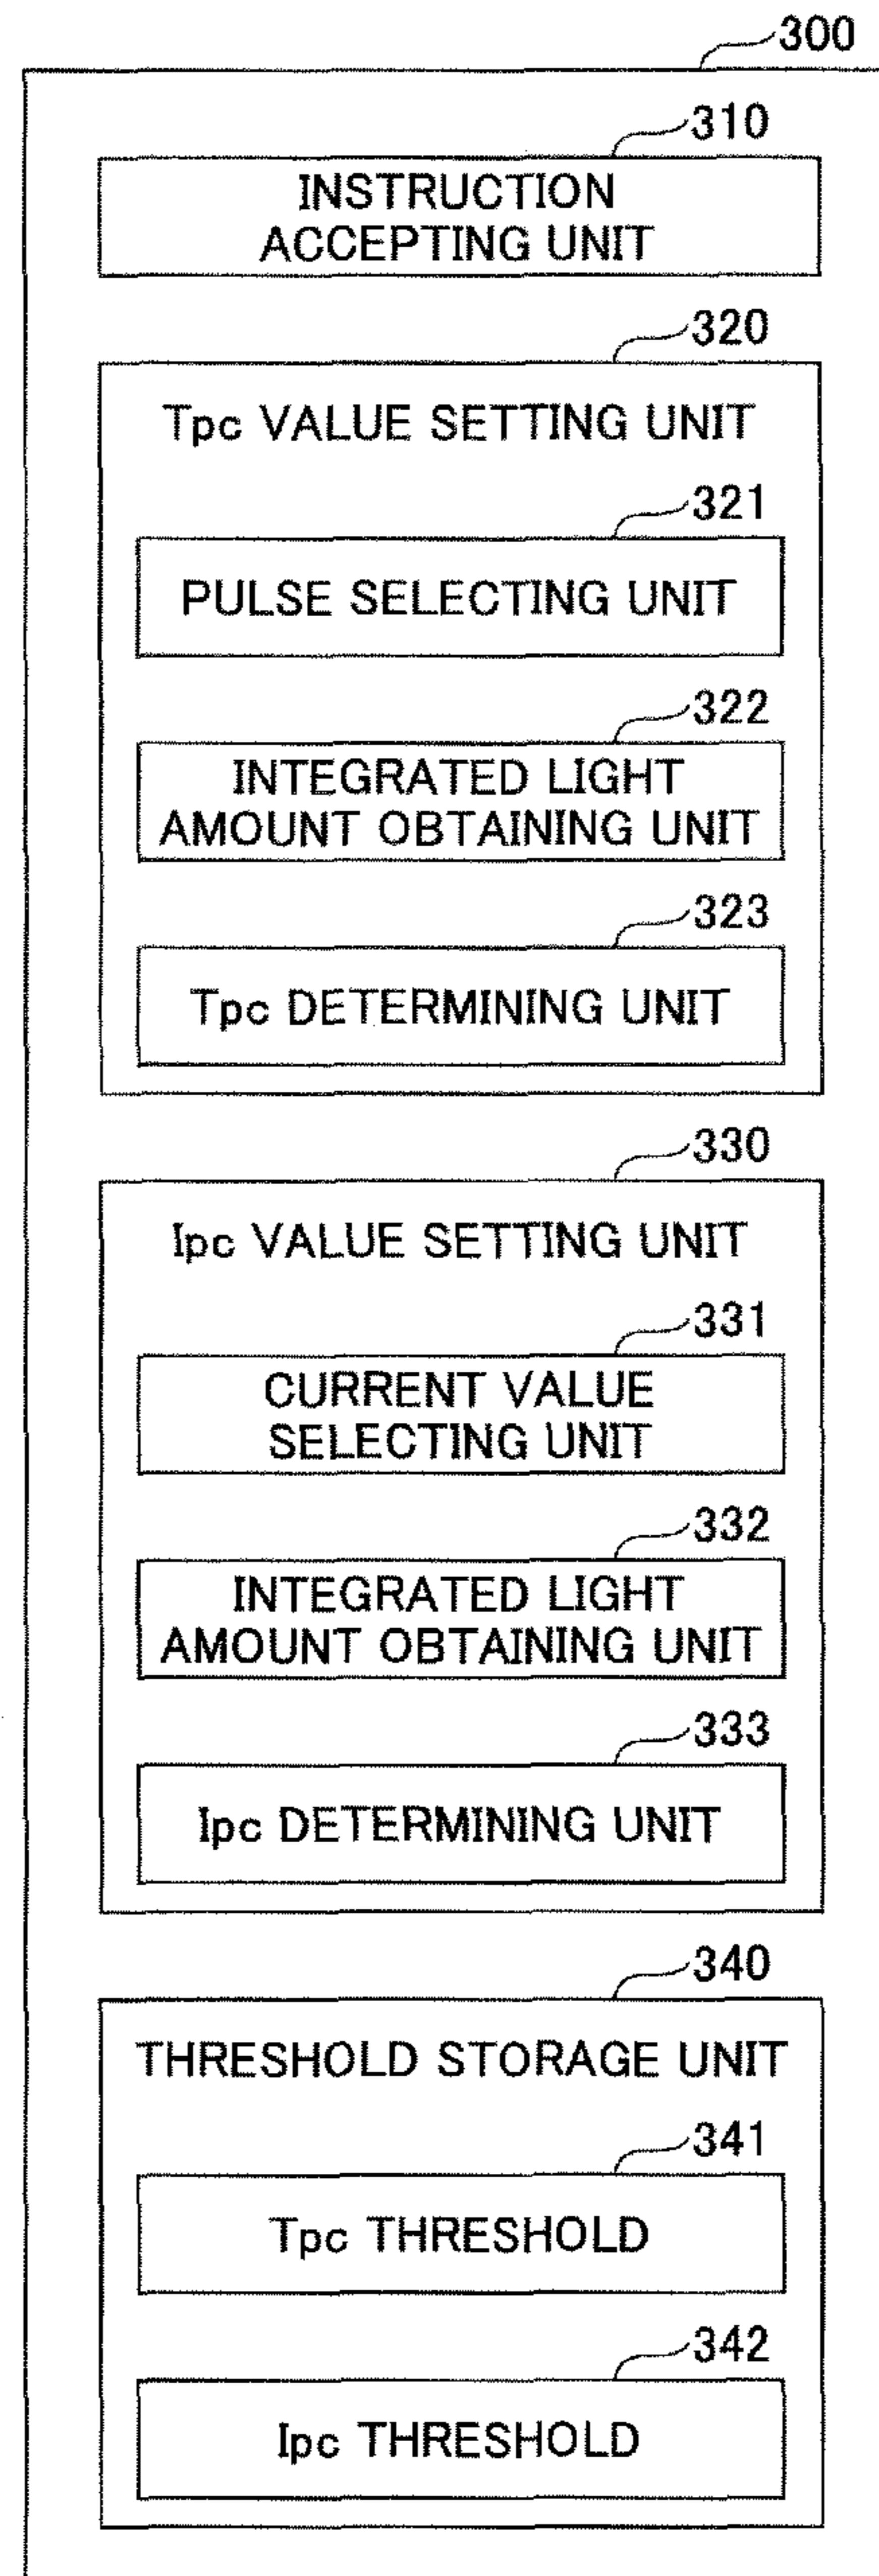 300
310
INSTRUCTION
ACCEPTING UNIT
320
Tpc VALUE SETTING UNIT
321
PULSE SELECTING UNIT
322
INTEGRATED LIGHT
AMOUNT OBTAINING UNIT
323
Tpc DETERMINING UNIT
330
Ipc VALUE SETTING UNIT
331
CURRENT VALUE
SELECTING UNIT
332
INTEGRATED LIGHT
AMOUNT OBTAINING UNIT
333
Ipc DETERMINING UNIT
340
THRESHOLD STORAGE UNIT
341
Tpc THRESHOLD
342
Ipc THRESHOLD